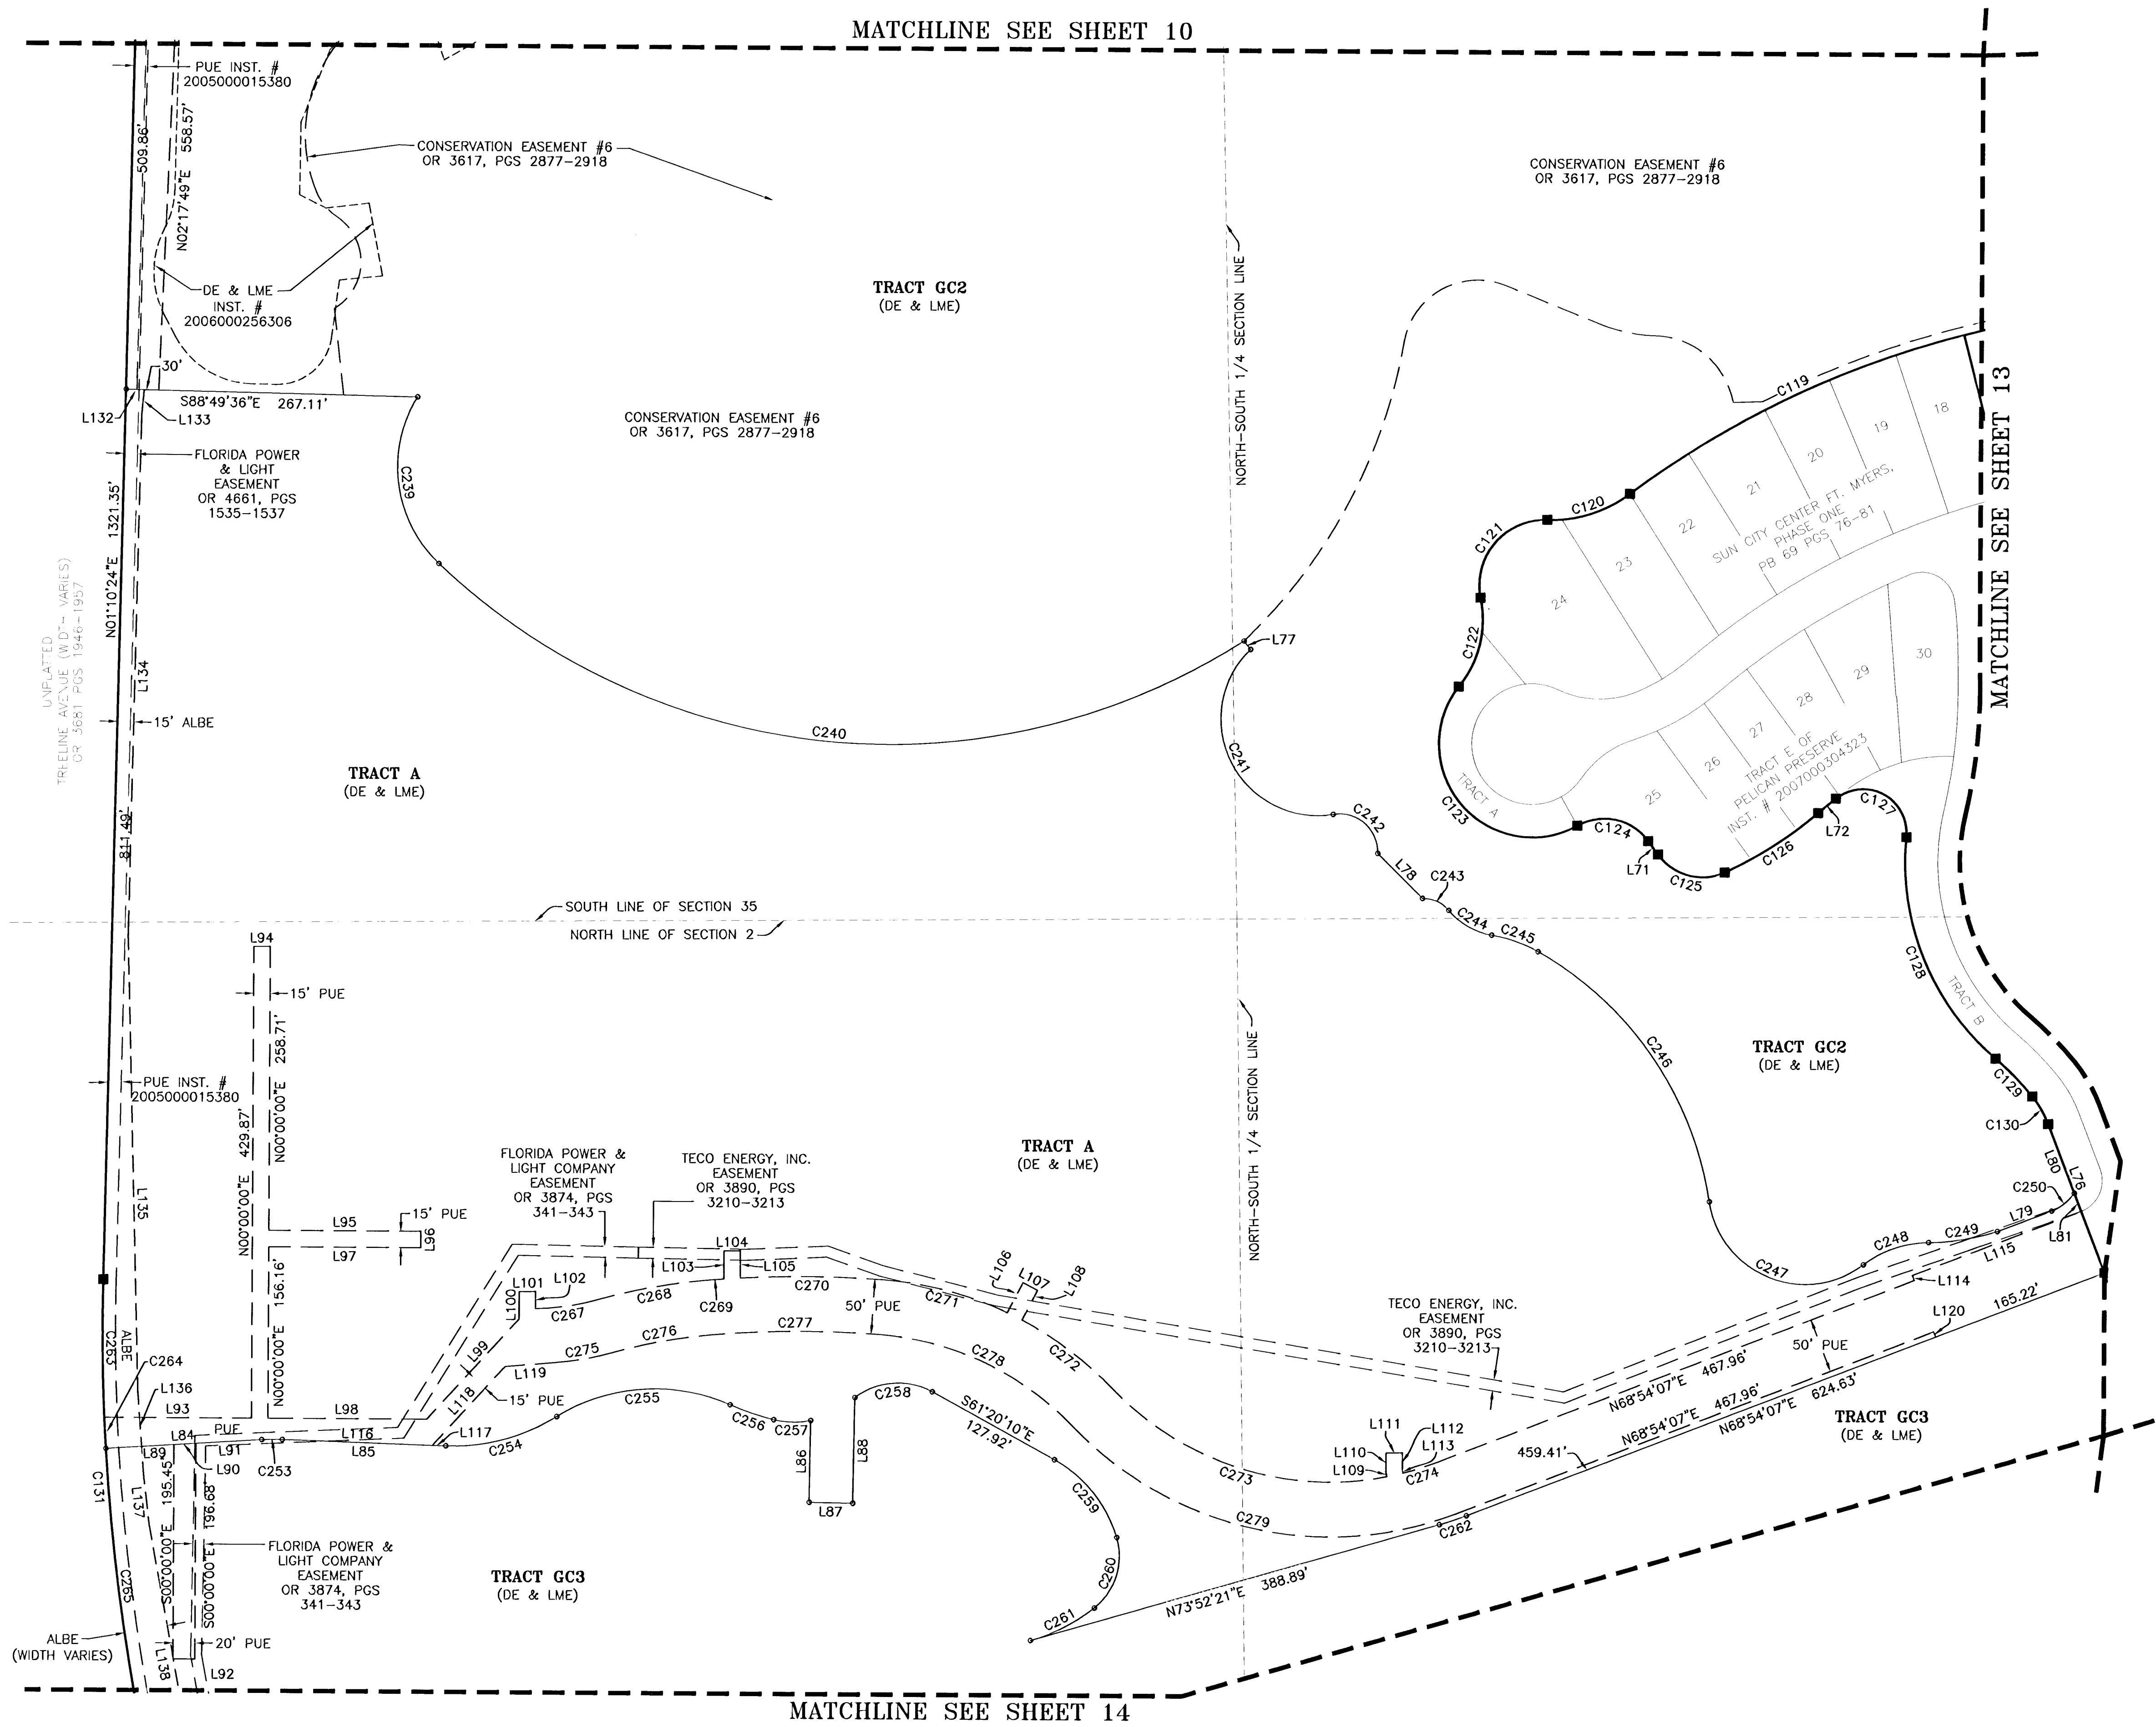 MATCHLINE SEE SHEET 10
PUE INST. #
2005000015380
509.86'
N02°17'49"E 558.57'
CONSERVATION EASEMENT #6
OR 3617, PGS 2877-2918
CONSERVATION EASEMENT #6
OR 3617, PGS 2877-2918
DE & LME
INST. #
2006000256306
TRACT GC2
(DE & LME)
NORTH-SOUTH 1/4 SECTION LINE
30'
S88°49'36"E 267.11'
L132
L133
CONSERVATION EASEMENT #6
OR 3617, PGS 2877-2918
FLORIDA POWER
& LIGHT
EASEMENT
OR 4661, PGS
1535-1537
C239
N01°10'24"E 1321.35'
UNPLATTED
TREELINE AVENUE (WIDTH VARIES)
OR 3681 PGS 1946-1957
L134
15' ALBE
811.49'
TRACT A
(DE & LME)
C240
L77
C241
C242
L78
C243
C244
C245
C246
C119
C120
C121
C122
C123
C124
L71
C125
C126
L72
C127
C128
18
19
20
21
22
23
24
SUN CITY CENTER FT. MYERS,
PHASE ONE
PB 69 PGS 76-81
25
26
27
28
29
30
TRACT E OF
PELICAN PRESERVE
INST. # 2007000304323
TRACT A
TRACT B
MATCHLINE SEE SHEET 13
SOUTH LINE OF SECTION 35
NORTH LINE OF SECTION 2
L94
15' PUE
N00°00'00"E 258.71'
N00°00'00"E 429.87'
PUE INST. #
2005000015380
L135
NORTH-SOUTH 1/4 SECTION LINE
TRACT GC2
(DE & LME)
C129
C130
L80
L76
C250
L79
L81
C249
C248
C247
L115
L114
L120
165.22'
TRACT A
(DE & LME)
FLORIDA POWER &
LIGHT COMPANY
EASEMENT
OR 3874, PGS
341-343
TECO ENERGY, INC.
EASEMENT
OR 3890, PGS
3210-3213
L95
15' PUE
L96
L97
N00°00'00"E 156.16'
L104
L103
L105
L101
L102
L100
C267
C268
C269
C270
50' PUE
C271
L106
L107
L108
C272
C263
ALBE
C264
L136
L93
L98
L99
L118
L119
C275
C276
C277
C278
15' PUE
TECO ENERGY, INC.
EASEMENT
OR 3890, PGS
3210-3213
N68°54'07"E 467.96'
50' PUE
N68°54'07"E 467.96'
N68°54'07"E 624.63'
TRACT GC3
(DE & LME)
PUE
L84
L89
L90
L91
C253
L116
L85
L117
C254
C255
C256
C257
L86
L87
L88
C258
S61°20'10"E
127.92'
C259
C260
C261
C273
L109
L110
L111
L112
L113
C274
459.41'
C279
C262
N73°52'21"E 388.89'
C131
L137
195.45'
S00°00'00"E
196.68'
S00°00'00"E
FLORIDA POWER &
LIGHT COMPANY
EASEMENT
OR 3874, PGS
341-343
C265
TRACT GC3
(DE & LME)
ALBE
(WIDTH VARIES)
L138
20' PUE
L92
MATCHLINE SEE SHEET 14